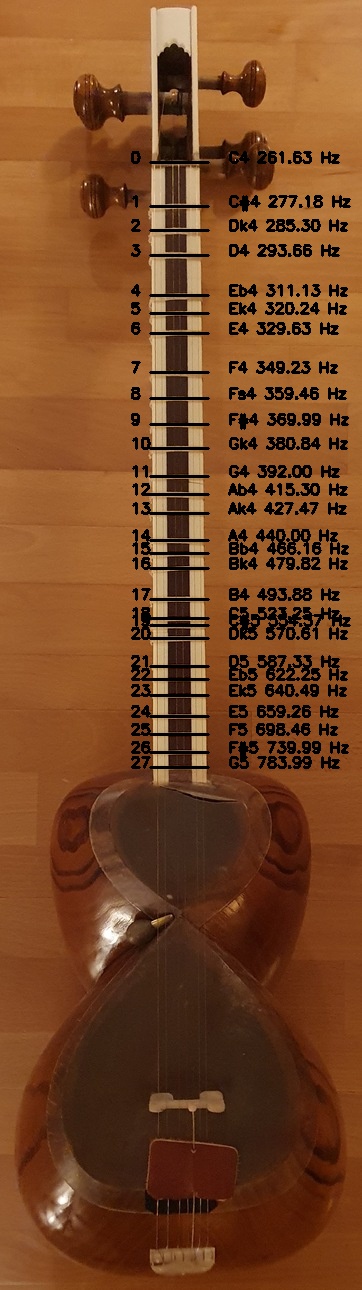 0 C4 261.63 Hz
1 C#4 277.18 Hz
2 Dk4 285.30 Hz
3 D4 293.66 Hz
4 Eb4 311.13 Hz
5 Ek4 320.24 Hz
6 E4 329.63 Hz
7 F4 349.23 Hz
8 Fs4 359.46 Hz
9 F#4 369.99 Hz
10 Gk4 380.84 Hz
11 G4 392.00 Hz
12 Ab4 415.30 Hz
13 Ak4 427.47 Hz
14 A4 440.00 Hz
15 Bb4 466.16 Hz
16 Bk4 479.82 Hz
17 B4 493.88 Hz
18 C5 523.25 Hz
19 C#5 554.37 Hz
20 Dk5 570.61 Hz
21 D5 587.33 Hz
22 Eb5 622.25 Hz
23 Ek5 640.49 Hz
24 E5 659.26 Hz
25 F5 698.46 Hz
26 F#5 739.99 Hz
27 G5 783.99 Hz